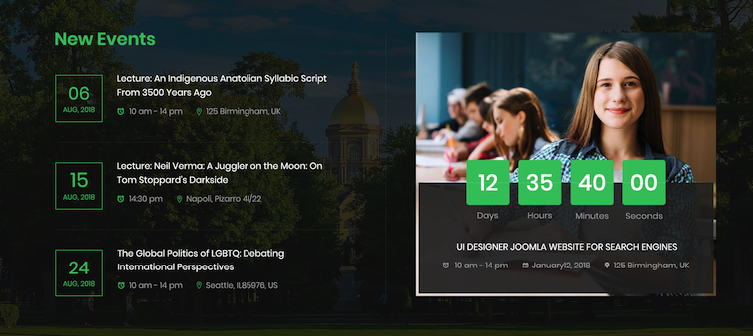 New Events
06
AUG, 2018
Lecture: An Indigenous Anatolian Syllabic Script
From 3500 Years Ago
10 am - 14 pm 125 Birmingham, UK
15
AUG, 2018
Lecture: Neil Verma: A Juggler on the Moon: On
Tom Stoppard's Darkside
14:30 pm Napoli, Pizarro 41/22
24
AUG, 2018
The Global Politics of LGBTQ: Debating
International Perspectives
10 am - 14 pm Seattle, IL85976, US
12 35 40 00
Days Hours Minutes Seconds
UI DESIGNER JOOMLA WEBSITE FOR SEARCH ENGINES
10 am - 14 pm January12, 2018 125 Birmingham, UK